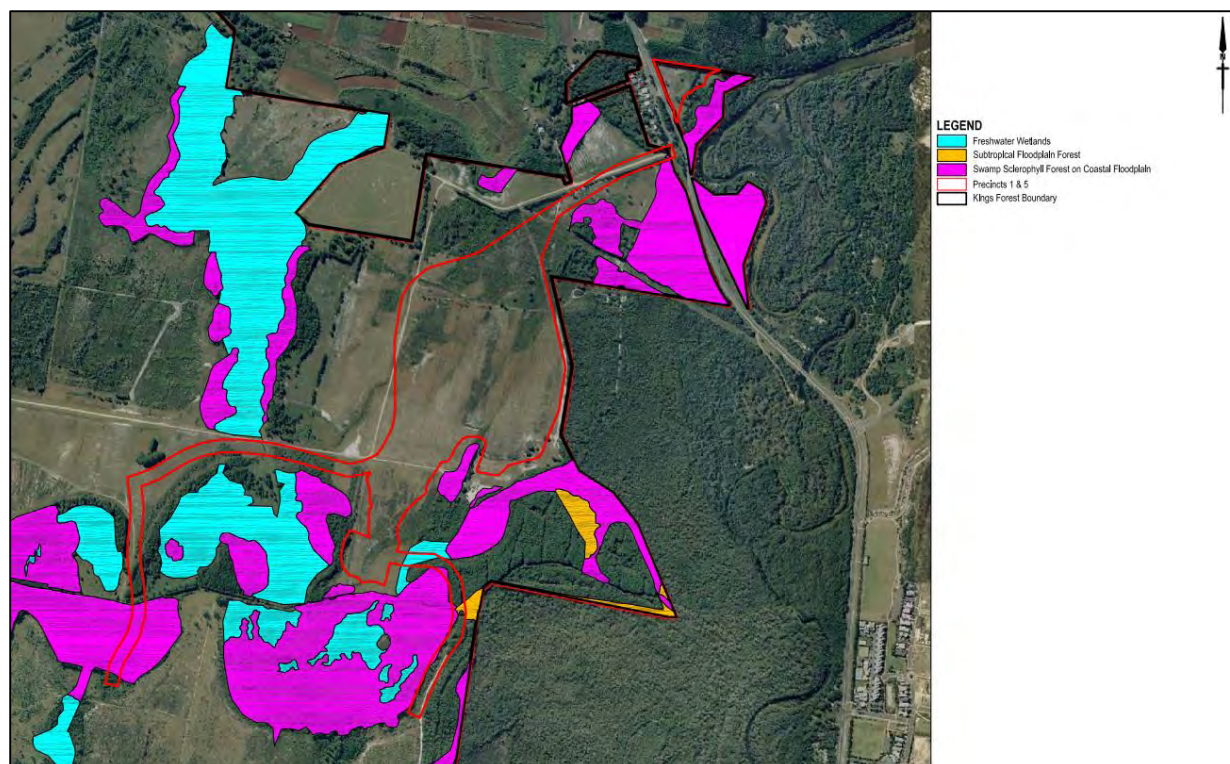 LEGEND
Freshwater Wetlands
Subtropical Floodplain Forest
Swamp Sclerophyll Forest on Coastal Floodplain
Precincts 1 & 5
Kings Forest Boundary